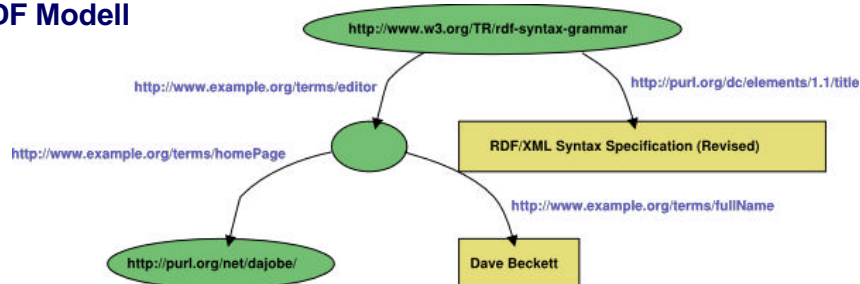 DF Modell
http://www.w3.org/TR/rdf-syntax-grammar
http://www.example.org/terms/editor
http://purl.org/dc/elements/1.1/title
http://www.example.org/terms/homePage
RDF/XML Syntax Specification (Revised)
http://www.example.org/terms/fullName
http://purl.org/net/dajobe/
Dave Beckett